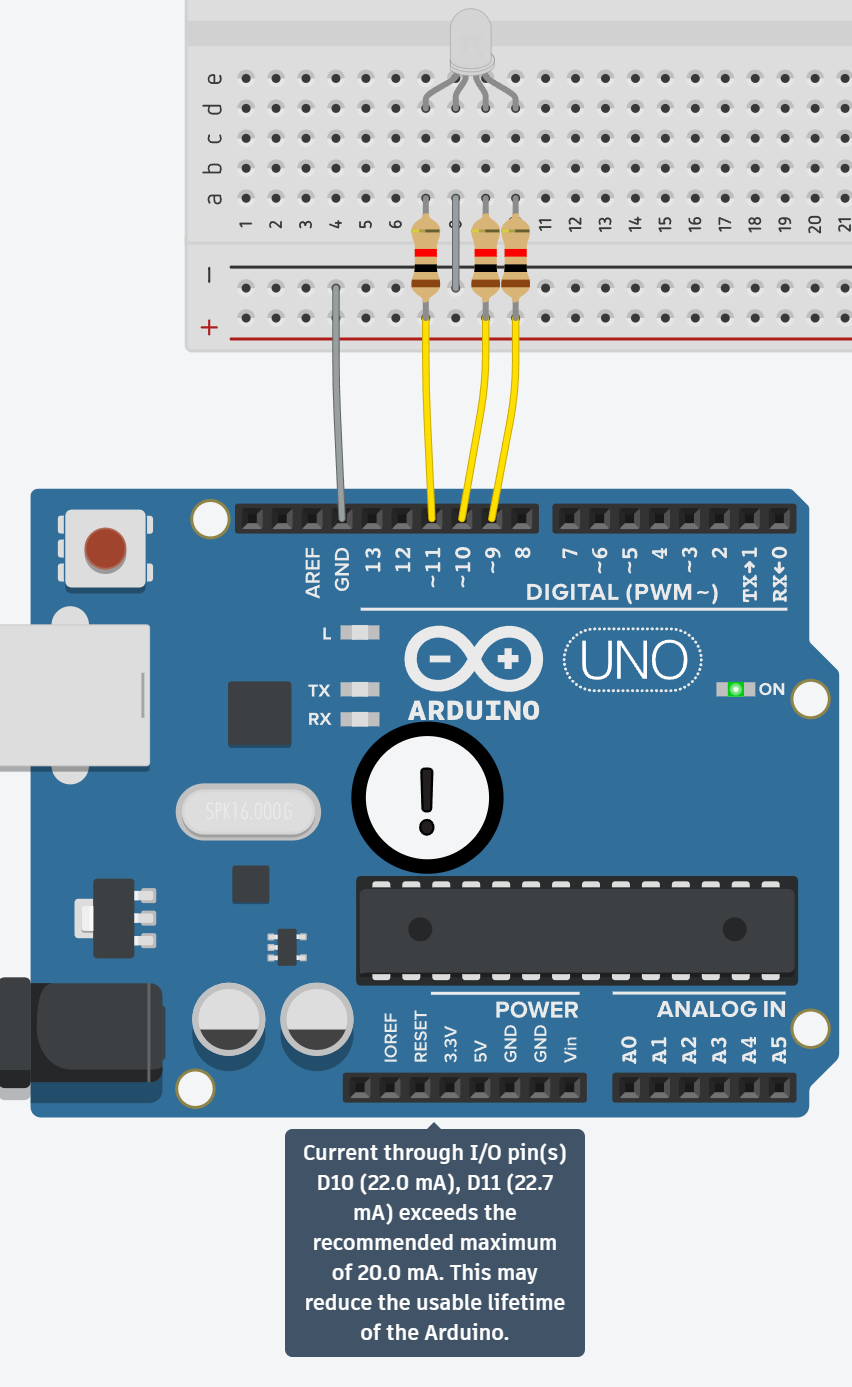 e
d
c
b
a
1 2 3 4 5 6 11 12 13 14 15 16 17 18 19 20 21
−
+
AREF GND 13 12 ~11 ~10 ~9 8 7 ~6 ~5 4 ~3 2 TX→1 RX←0
DIGITAL (PWM~)
L
UNO
TX
ON
RX
ARDUINO
!
SPK16.000G
POWER
ANALOG IN
IOREF RESET 3.3V 5V GND GND Vin A0 A1 A2 A3 A4 A5
Current through I/O pin(s)
D10 (22.0 mA), D11 (22.7
mA) exceeds the
recommended maximum
of 20.0 mA. This may
reduce the usable lifetime
of the Arduino.